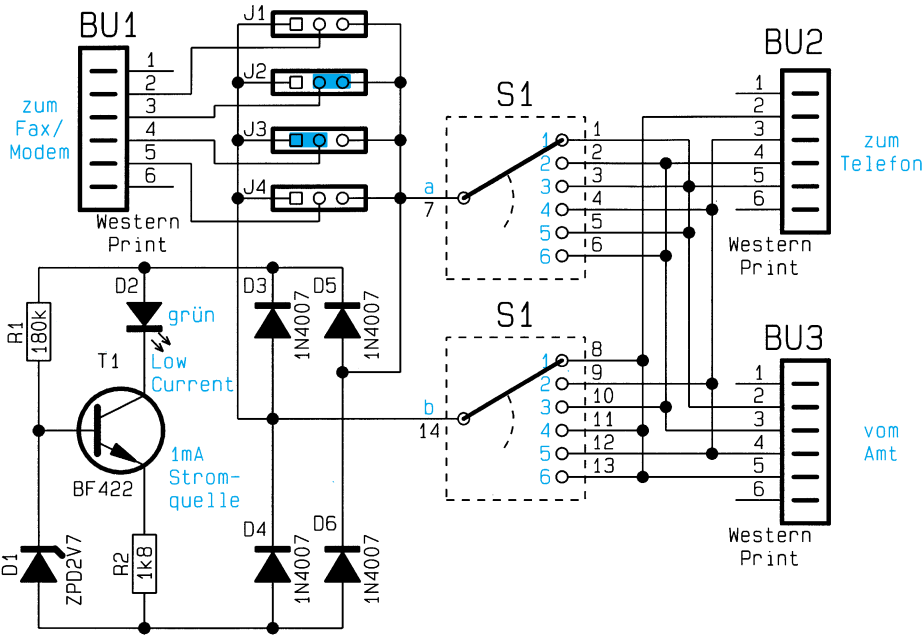 BU1
1
2
3
4
5
6
zum
Fax/
Modem
Western
Print
J1
J2
J3
J4
a
7
S1
1
2
3
4
5
6
1
2
3
4
5
6
BU2
1
2
3
4
5
6
zum
Telefon
Western
Print
R1
180k
D2
grün
Low
Current
T1
BF422
1mA
Strom-
quelle
D1
ZPD2V7
R2
1k8
D3
1N4007
D5
1N4007
D4
1N4007
D6
1N4007
b
14
S1
1
2
3
4
5
6
8
9
10
11
12
13
BU3
1
2
3
4
5
6
vom
Amt
Western
Print